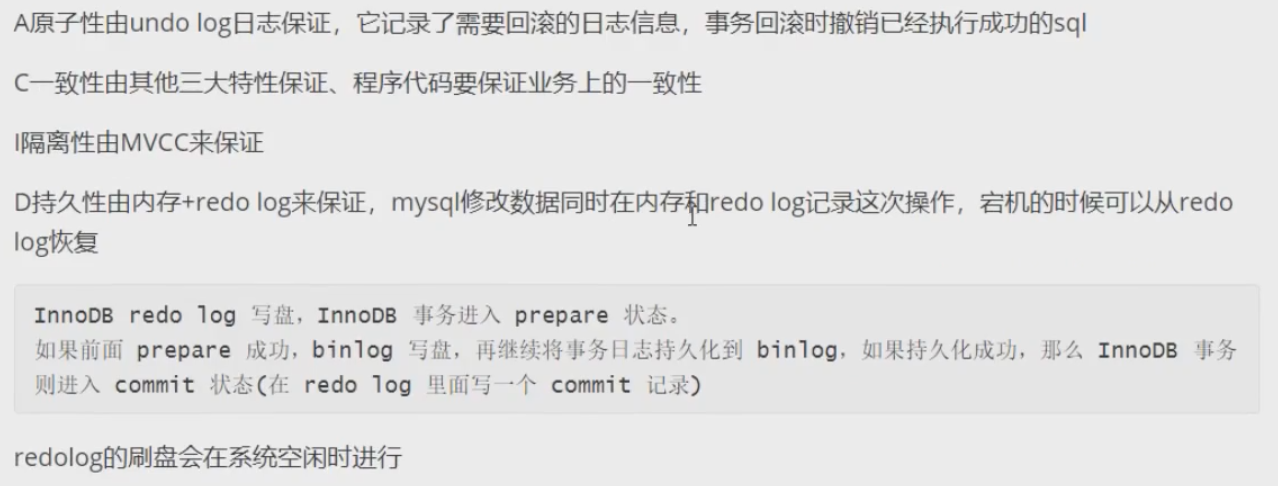 A原子性由undo log日志保证，它记录了需要回滚的日志信息，事务回滚时撤销已经执行成功的sql
C一致性由其他三大特性保证、程序代码要保证业务上的一致性
I隔离性由MVCC来保证
D持久性由内存+redo log来保证，mysql修改数据同时在内存和redo log记录这次操作，宕机的时候可以从redo
log恢复
InnoDB redo log 写盘，InnoDB 事务进入 prepare 状态。
如果前面 prepare 成功，binlog 写盘，再继续将事务日志持久化到 binlog，如果持久化成功，那么 InnoDB 事务
则进入 commit 状态(在 redo log 里面写一个 commit 记录)
redolog的刷盘会在系统空闲时进行